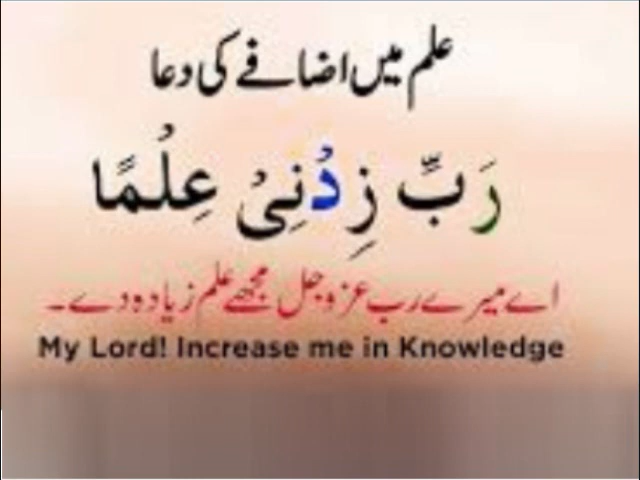 علم میں اضافے کی دعا
رَبِّ زِدْنِیْ عِلْمًا
اے میرے رب عزوجل مجھے علم زیادہ دے۔
My Lord! Increase me in Knowledge